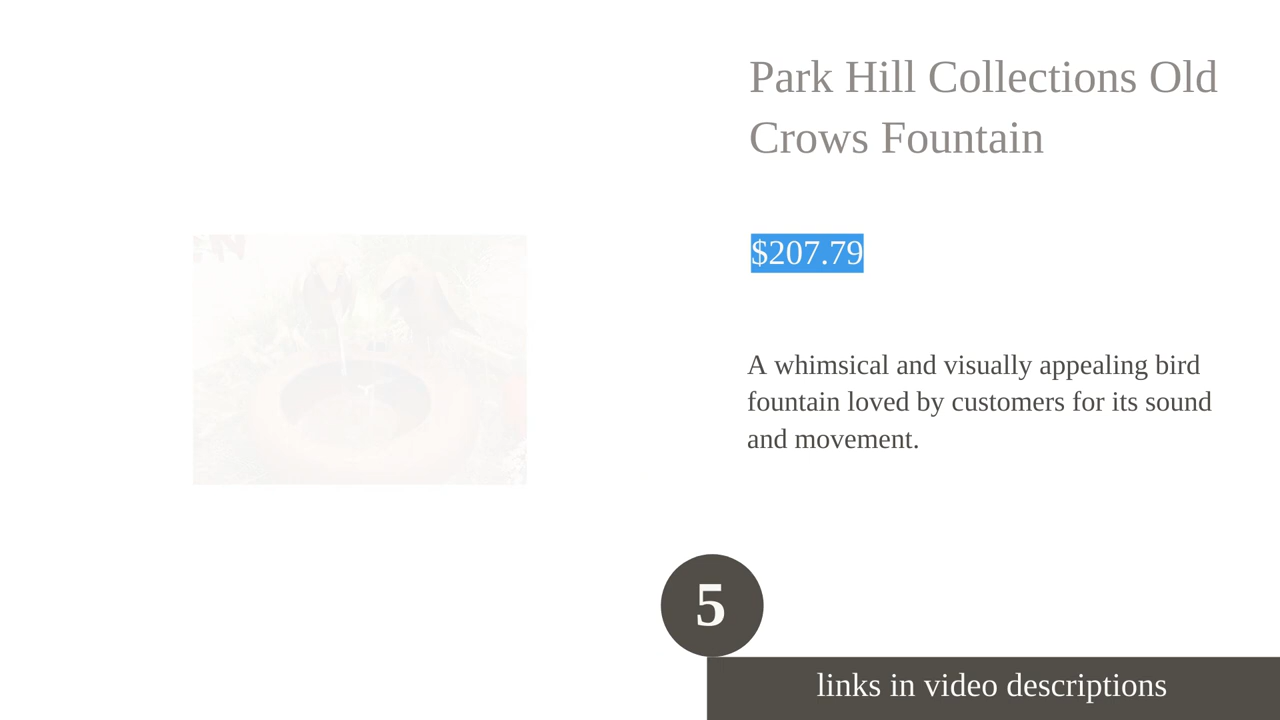 Park Hill Collections Old
Crows Fountain
$207.79
A whimsical and visually appealing bird
fountain loved by customers for its sound
and movement.
5
links in video descriptions